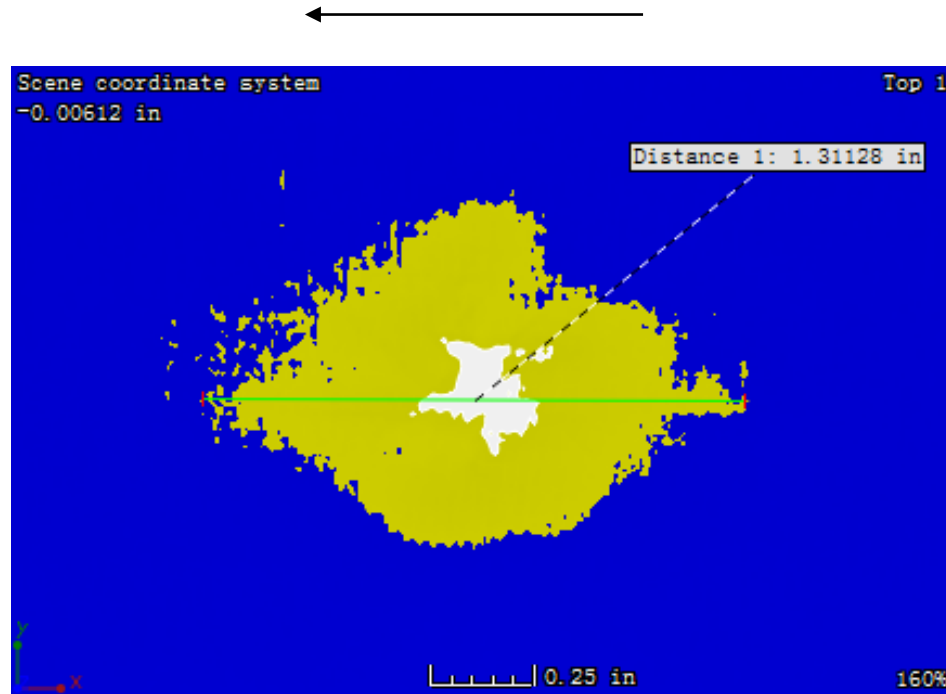 Scene coordinate system
Top 1
-0.00612 in
Distance 1: 1.31128 in
y
x
0.25 in
160%